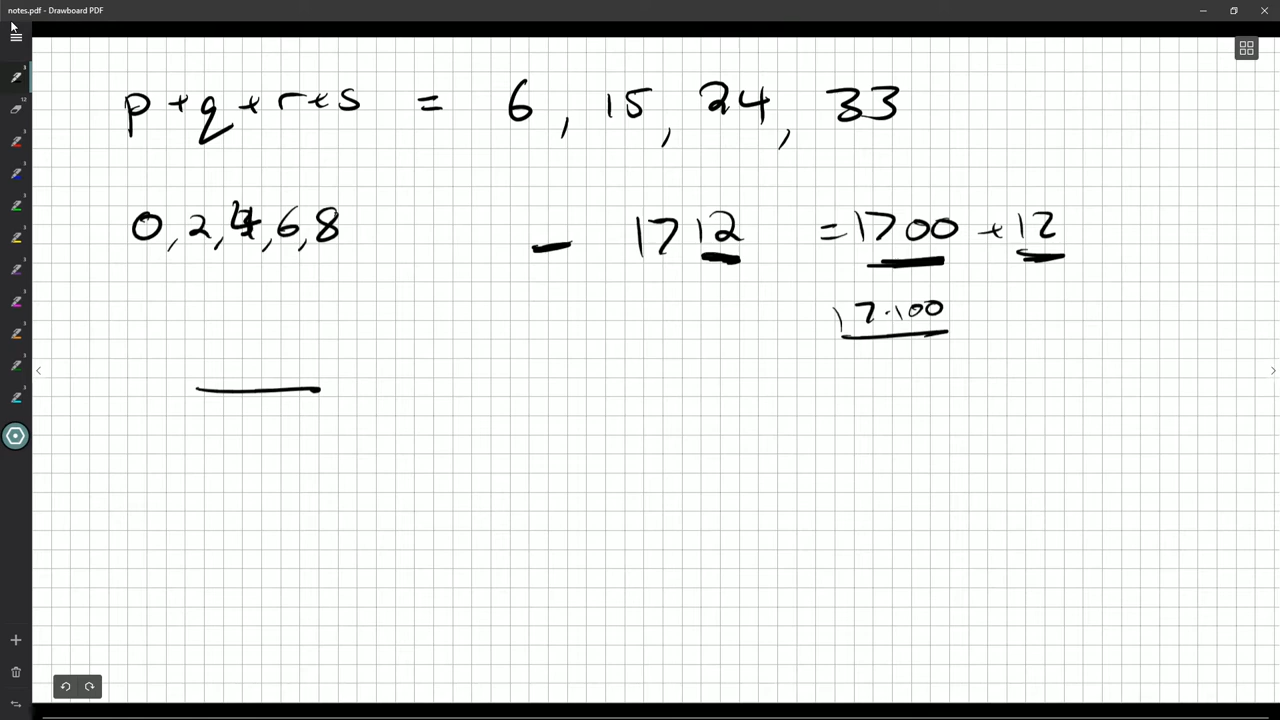 notes.pdf - Drawboard PDF
p+q+r+s = 6, 15, 24, 33
0,2,4,6,8 - 1712 = 1700 + 12
17·100